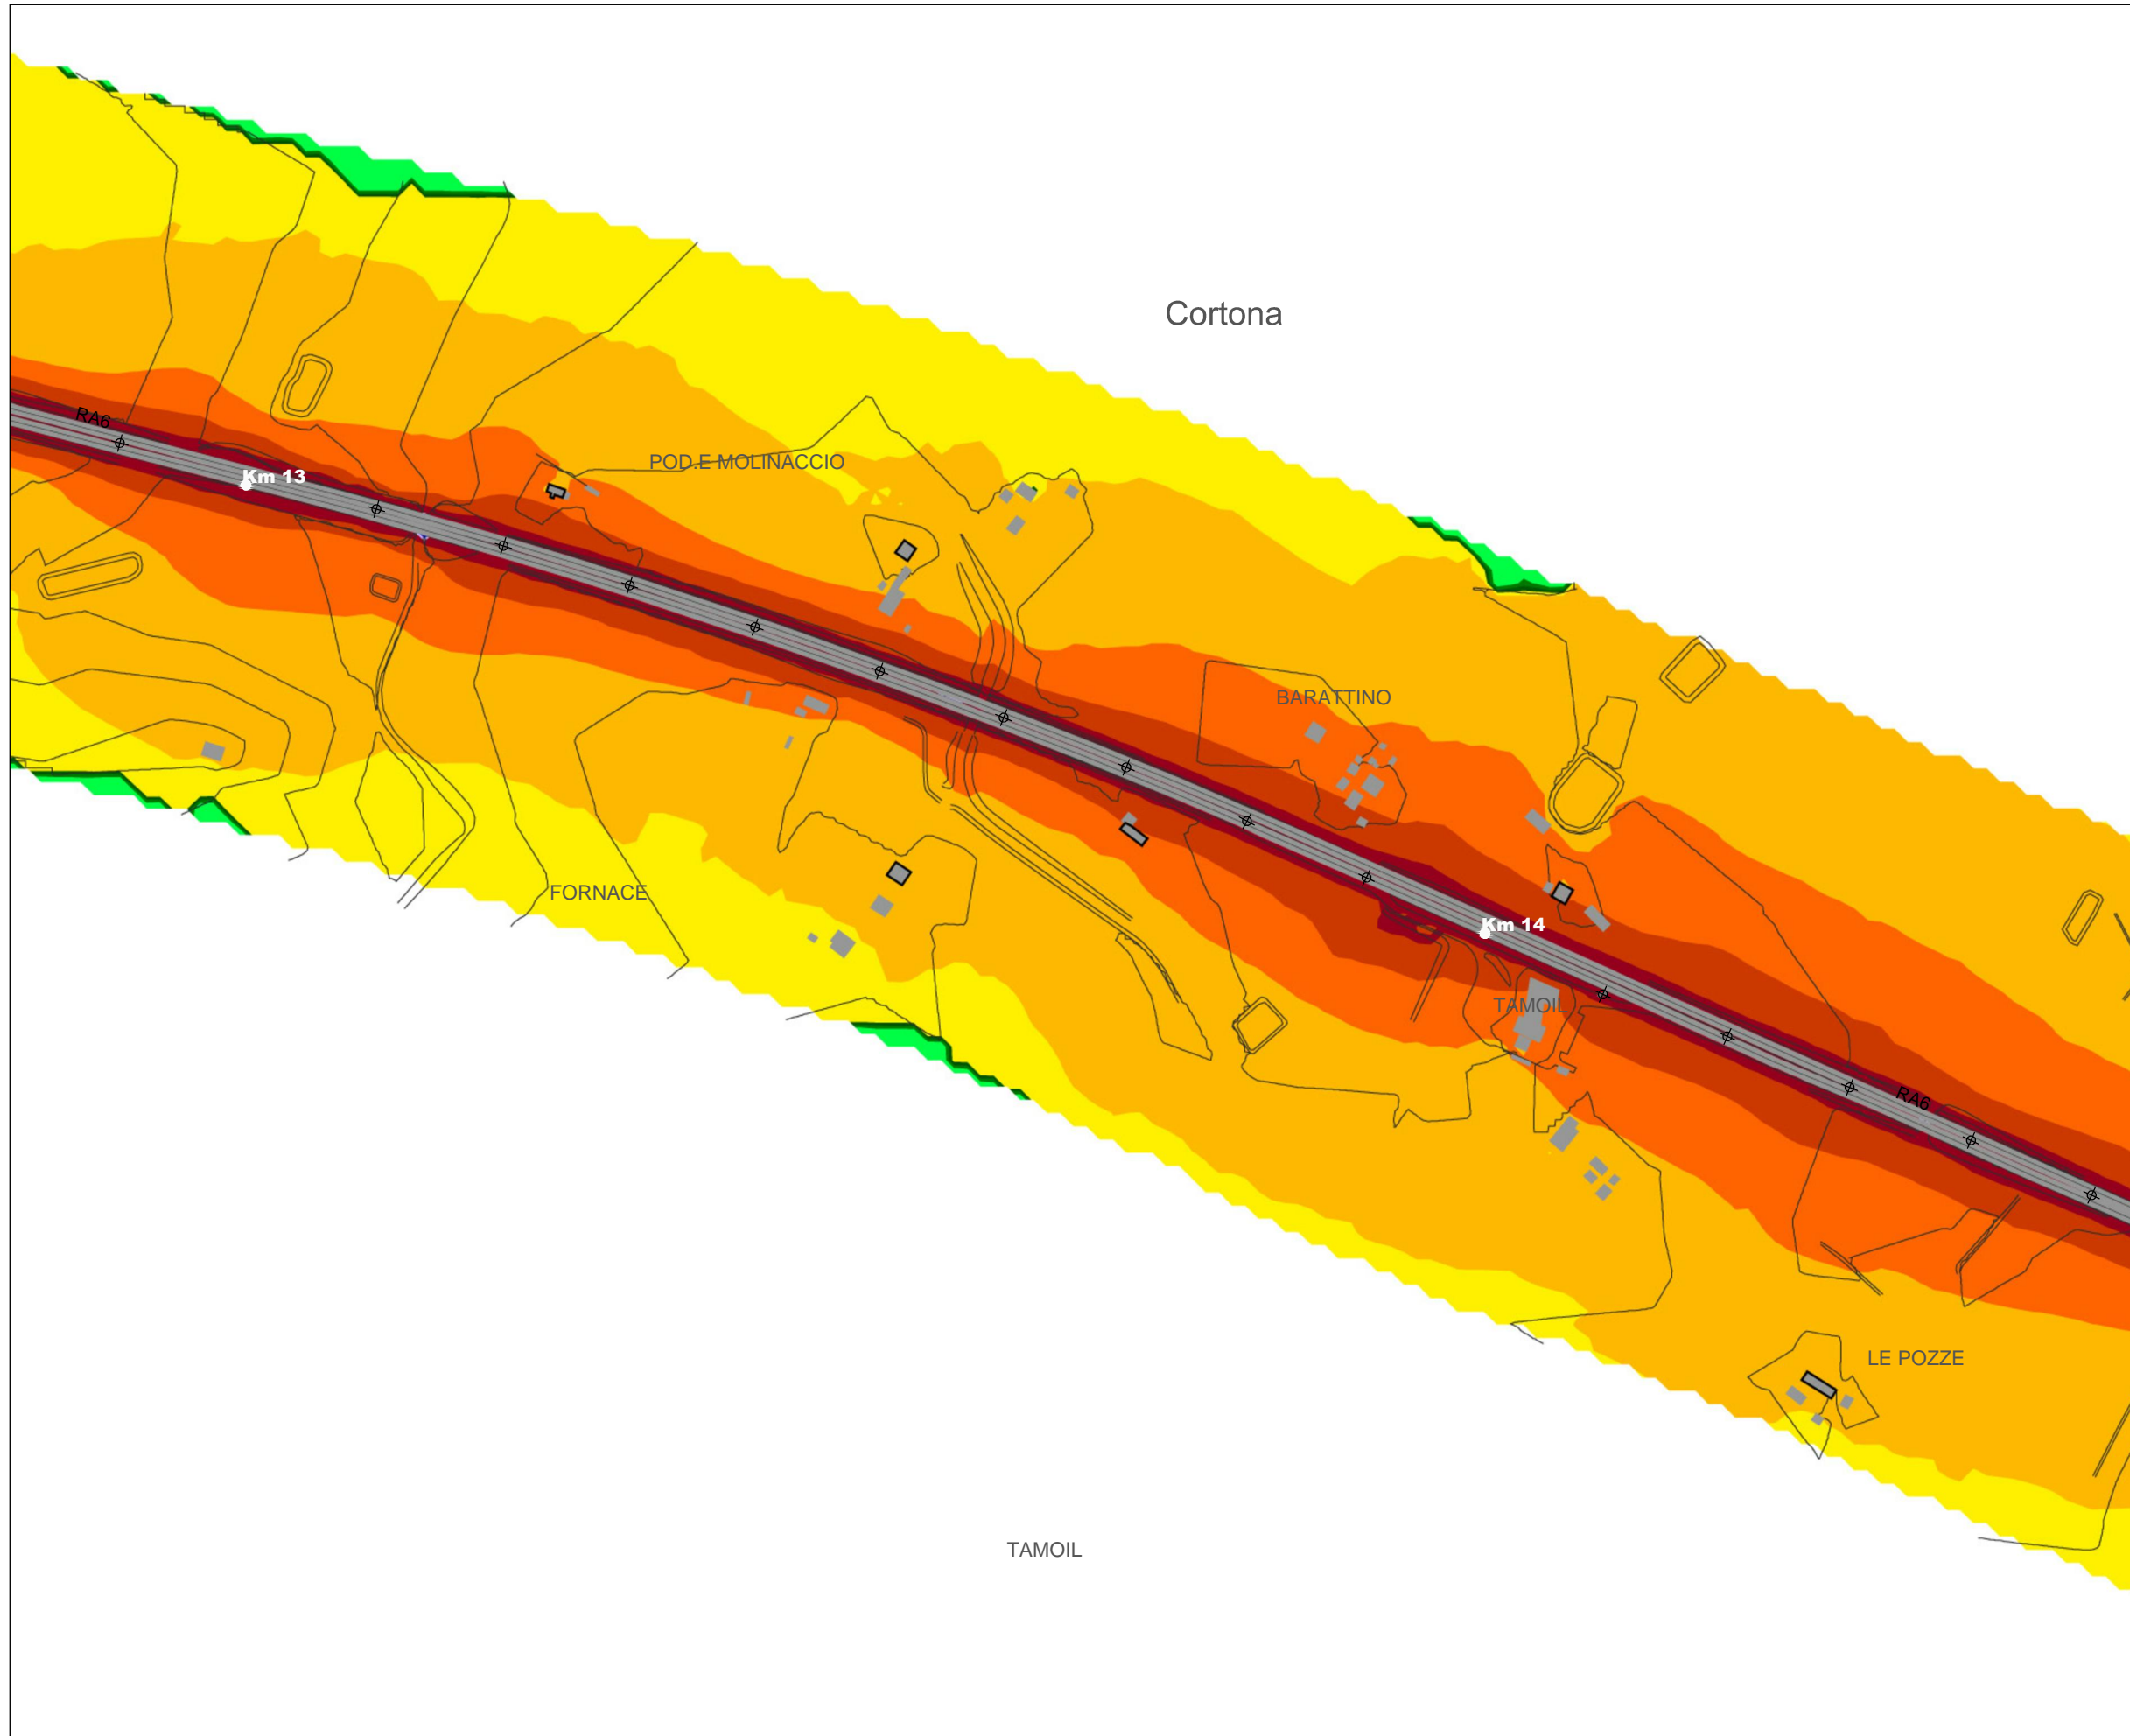 Cortona
RA6
POD.E MOLINACCIO
Km 13
BARATTINO
FORNACE
Km 14
TAMOIL
RA6
LE POZZE
TAMOIL